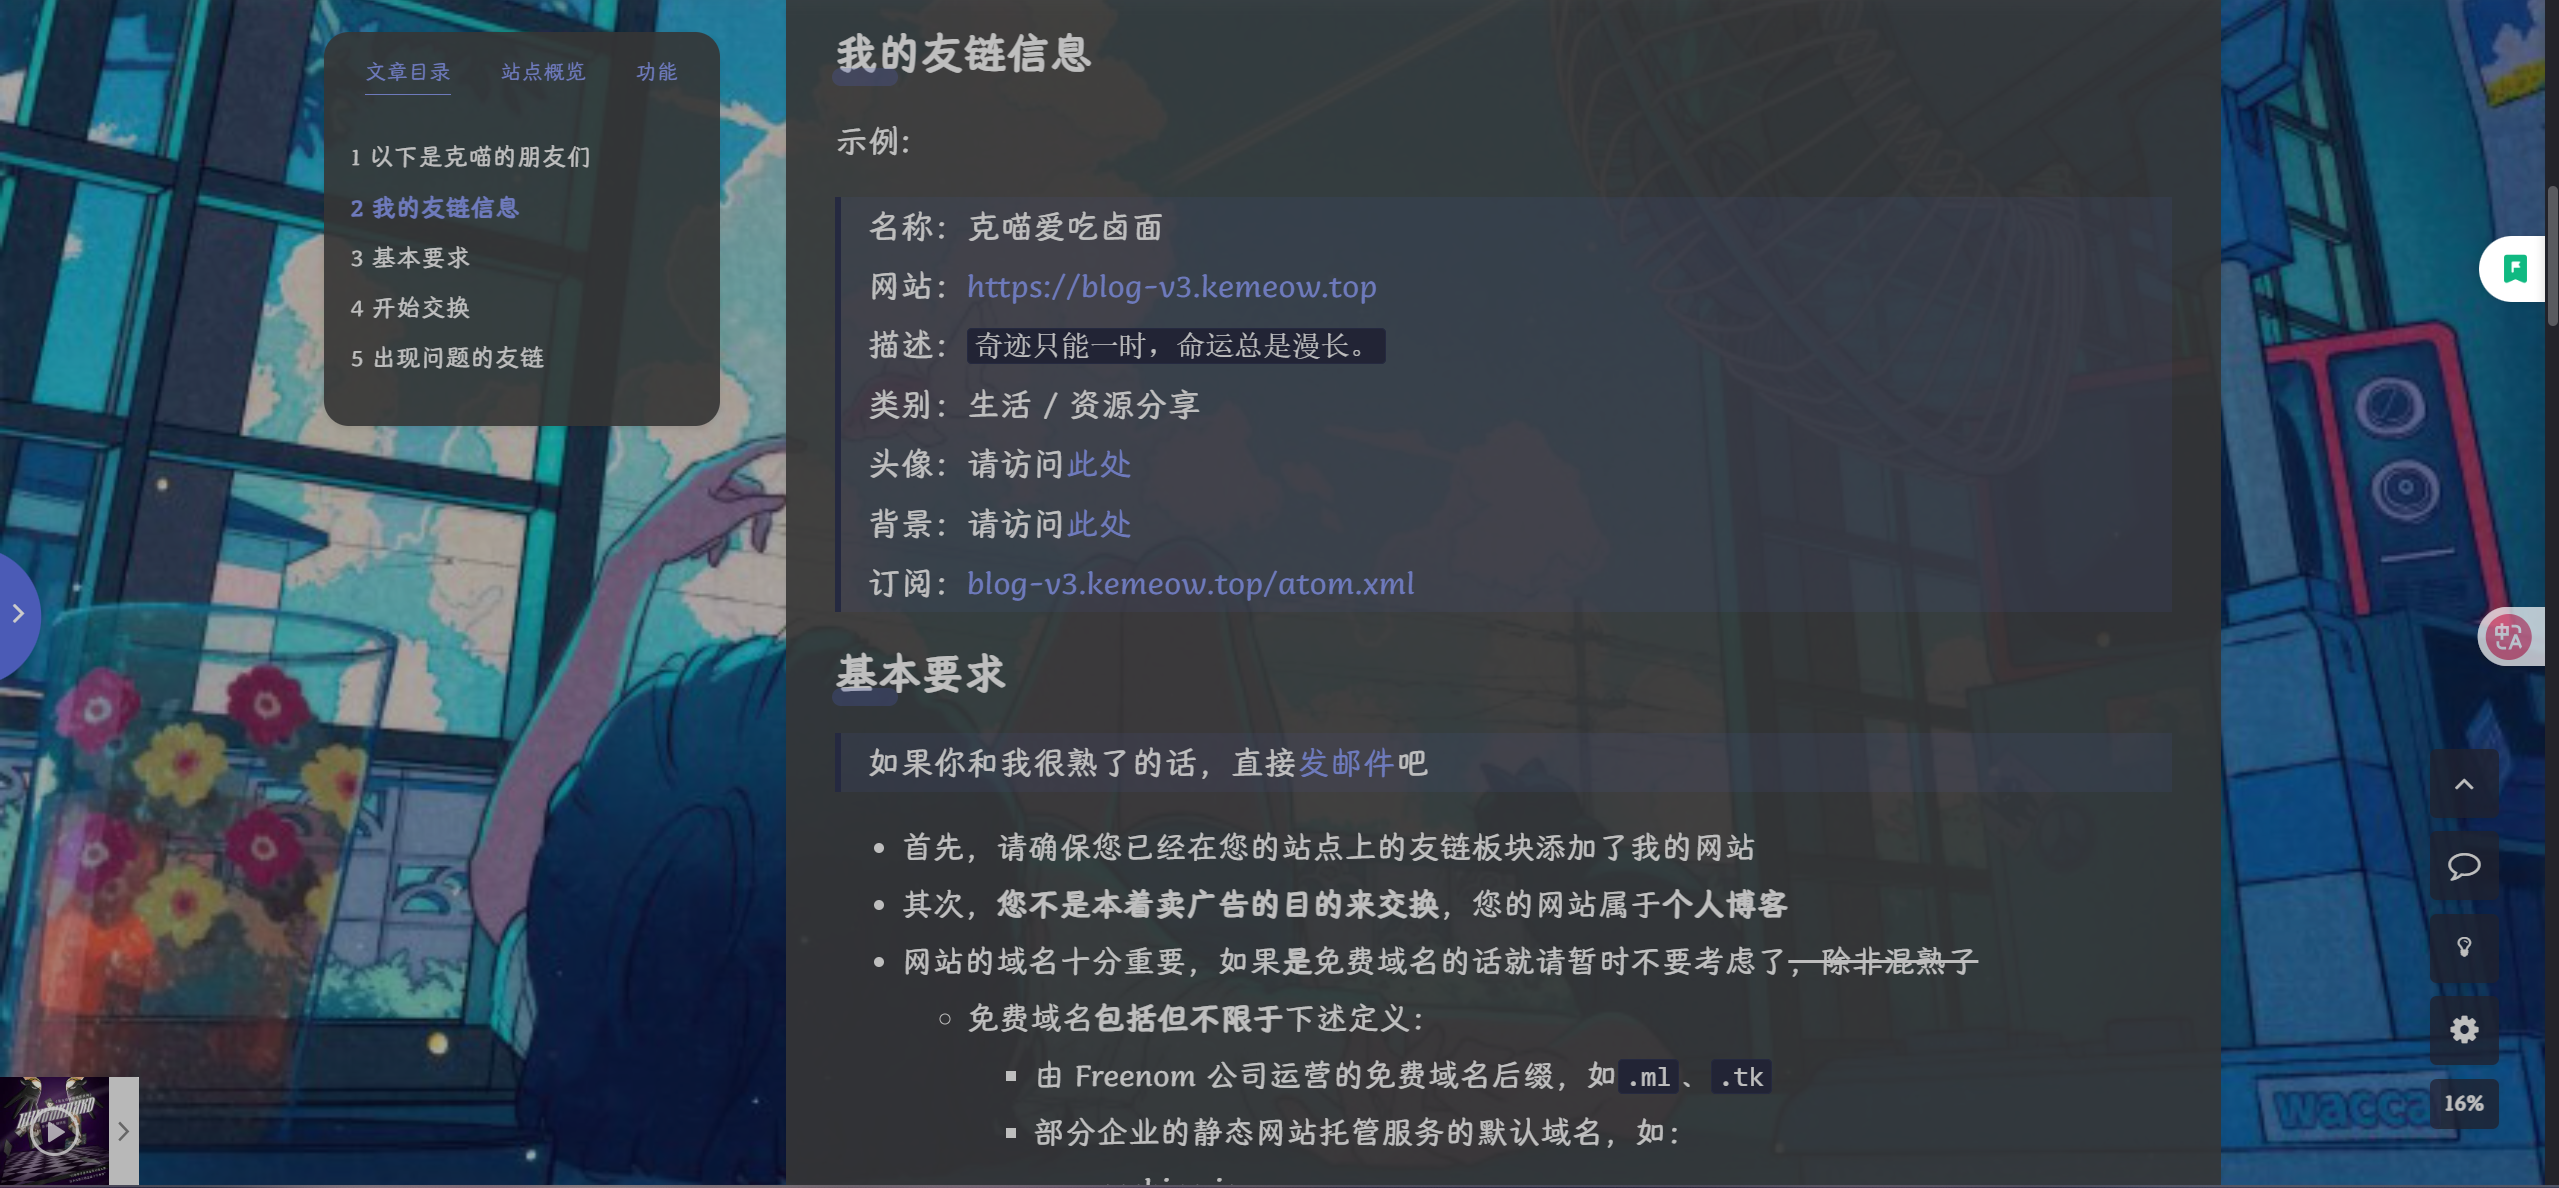 文章目录 站点概览 功能
1 以下是克喵的朋友们
2 我的友链信息
3 基本要求
4 开始交换
5 出现问题的友链
我的友链信息
示例:
名称：克喵爱吃卤面
网站：https://blog-v3.kemeow.top
描述：奇迹只能一时，命运总是漫长。
类别：生活 / 资源分享
头像：请访问此处
背景：请访问此处
订阅：blog-v3.kemeow.top/atom.xml
基本要求
如果你和我很熟了的话，直接发邮件吧
首先，请确保您已经在您的站点上的友链板块添加了我的网站
其次，您不是本着卖广告的目的来交换，您的网站属于个人博客
网站的域名十分重要，如果是免费域名的话就请暂时不要考虑了，除非混熟了
免费域名包括但不限于下述定义：
由 Freenom 公司运营的免费域名后缀，如 .ml、.tk
部分企业的静态网站托管服务的默认域名，如：
中A
wacca
16%